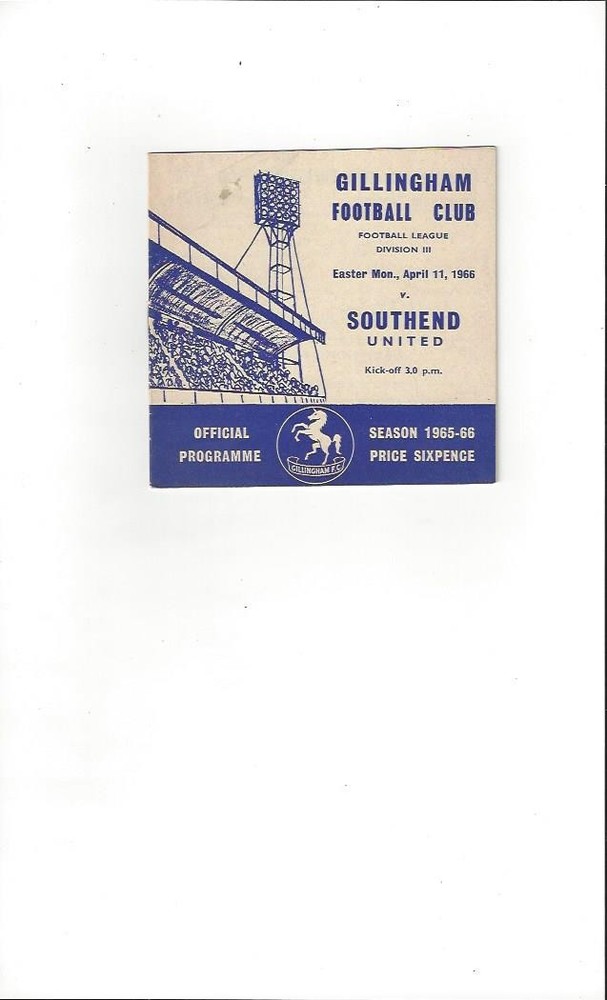 GILLINGHAM
FOOTBALL CLUB
FOOTBALL LEAGUE
DIVISION III
Easter Mon., April 11, 1966
v.
SOUTHEND
UNITED
Kick-off 3.0 p.m.
OFFICIAL
PROGRAMME
GILLINGHAM F.C.
SEASON 1965-66
PRICE SIXPENCE